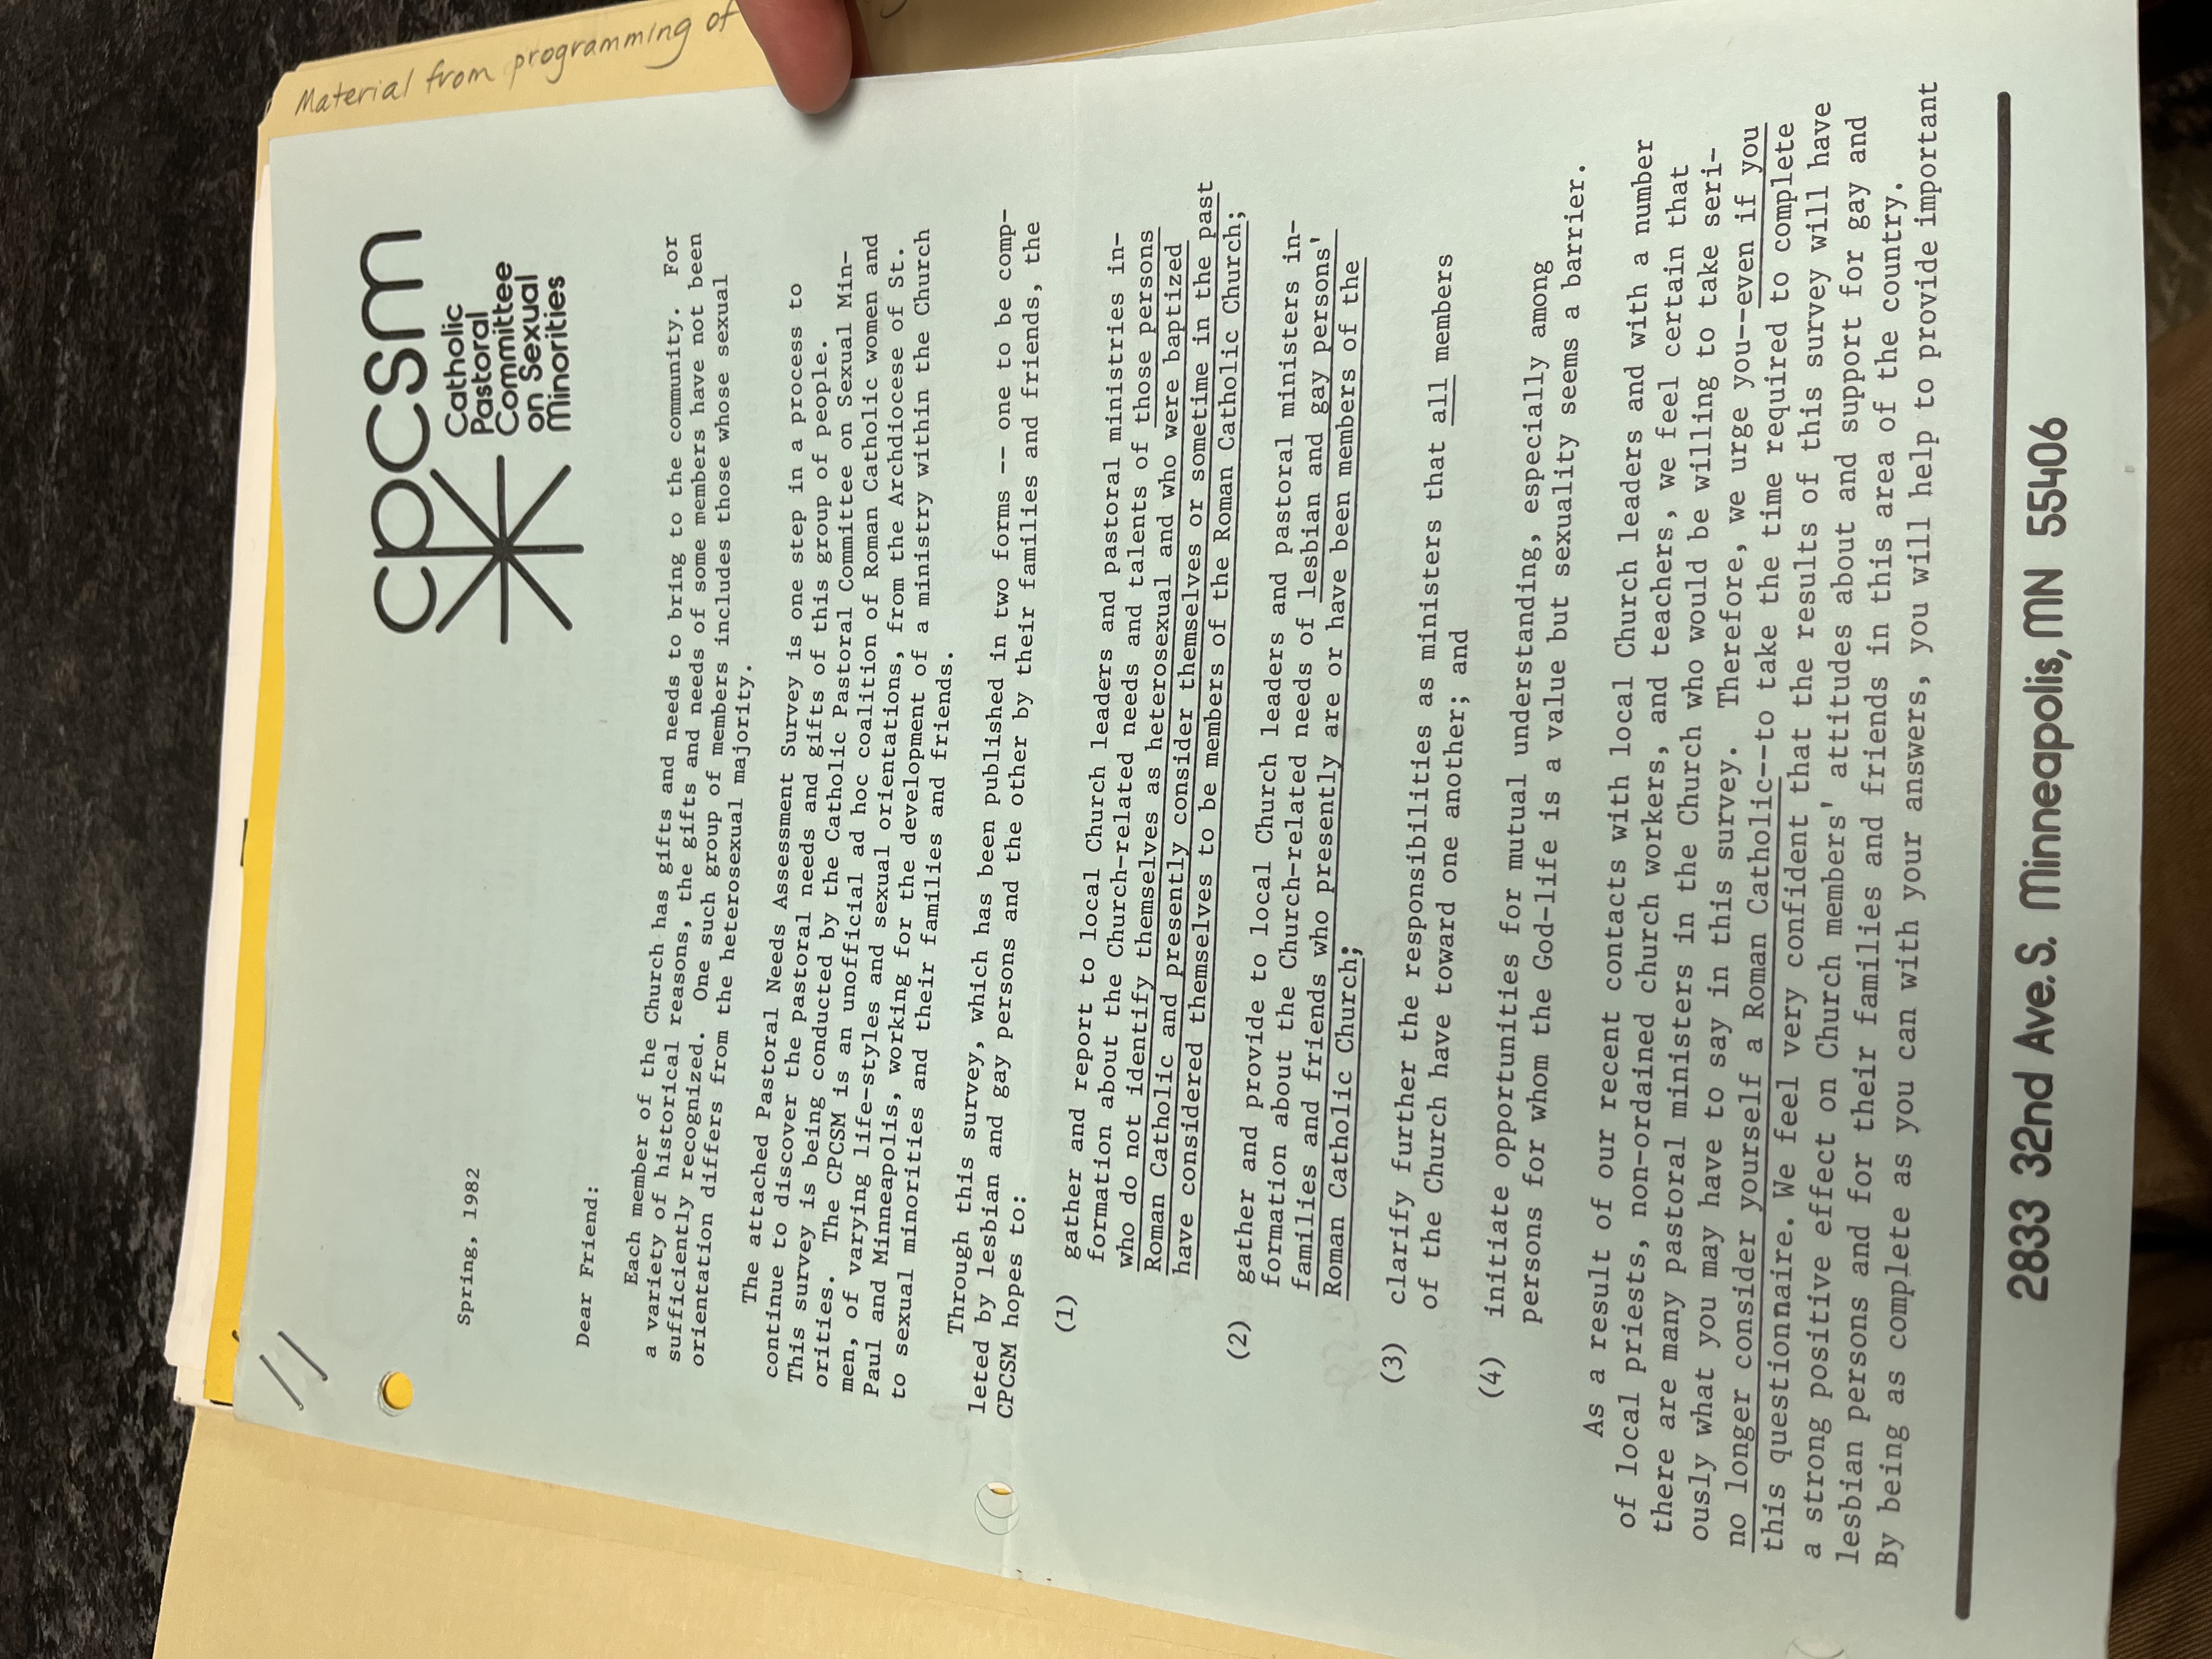 cpcsm
Catholic
Pastoral
Committee
on Sexual
Minorities
Spring, 1982
Dear Friend:
Each member of the Church has gifts and needs to bring to the community. For
a variety of historical reasons, the gifts and needs of some members have not been
sufficiently recognized. One such group of members includes those whose sexual
orientation differs from the heterosexual majority.
The attached Pastoral Needs Assessment Survey is one step in a process to
continue to discover the pastoral needs and gifts of this group of people.
This survey is being conducted by the Catholic Pastoral Committee on Sexual Min-
orities. The CPCSM is an unofficial ad hoc coalition of Roman Catholic women and
men, of varying life-styles and sexual orientations, from the Archdiocese of St.
Paul and Minneapolis, working for the development of a ministry within the Church
to sexual minorities and their families and friends.
Through this survey, which has been published in two forms -- one to be comp-
leted by lesbian and gay persons and the other by their families and friends, the
CPCSM hopes to:
(1) gather and report to local Church leaders and pastoral ministries in-
formation about the Church-related needs and talents of those persons
who do not identify themselves as heterosexual and who were baptized
Roman Catholic and presently consider themselves or sometime in the past
have considered themselves to be members of the Roman Catholic Church;
(2) gather and provide to local Church leaders and pastoral ministers in-
formation about the Church-related needs of lesbian and gay persons'
families and friends who presently are or have been members of the
Roman Catholic Church;
(3) clarify further the responsibilities as ministers that all members
of the Church have toward one another; and
(4) initiate opportunities for mutual understanding, especially among
persons for whom the God-life is a value but sexuality seems a barrier.
As a result of our recent contacts with local Church leaders and with a number
of local priests, non-ordained church workers, and teachers, we feel certain that
there are many pastoral ministers in the Church who would be willing to take seri-
ously what you may have to say in this survey. Therefore, we urge you--even if you
no longer consider yourself a Roman Catholic--to take the time required to complete
this questionnaire. We feel very confident that the results of this survey will have
a strong positive effect on Church members' attitudes about and support for gay and
lesbian persons and for their families and friends in this area of the country.
By being as complete as you can with your answers, you will help to provide important
2833 32nd Ave. S. Minneapolis, MN 55406
Material from programming of